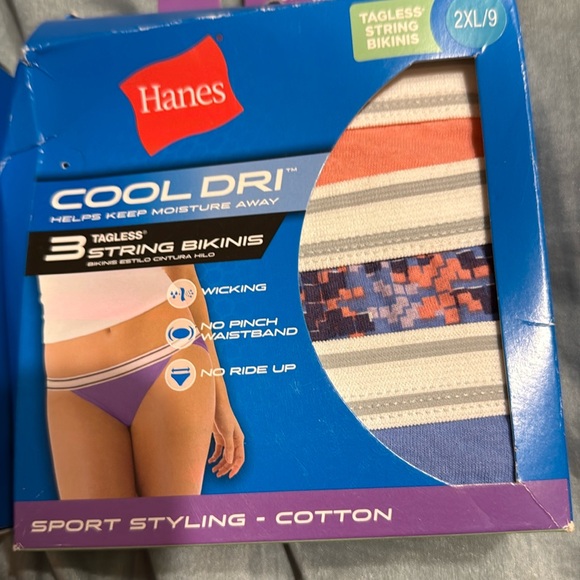 TAGLESS®
STRING
BIKINIS
2XL/9
Hanes®
COOL DRI™
HELPS KEEP MOISTURE AWAY
3 TAGLESS®
STRING BIKINIS
BIKINIS ESTILO CINTURA HILO
WICKING
NO PINCH
WAISTBAND
NO RIDE UP
SPORT STYLING - COTTON